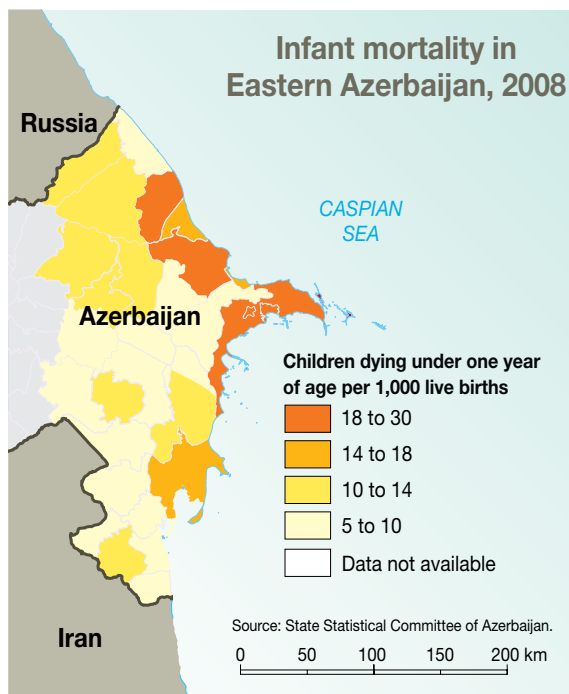 Infant mortality in
Eastern Azerbaijan, 2008
Russia
CASPIAN
SEA
Azerbaijan
Children dying under one year
of age per 1,000 live births
18 to 30
14 to 18
10 to 14
5 to 10
Data not available
Iran
Source: State Statistical Committee of Azerbaijan.
0 50 100 150 200 km